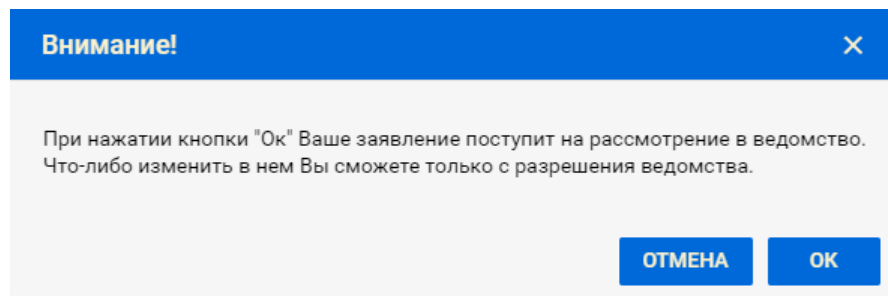 Внимание!
При нажатии кнопки "Ок" Ваше заявление поступит на рассмотрение в ведомство.
Что-либо изменить в нем Вы сможете только с разрешения ведомства.
ОТМЕНА ОК